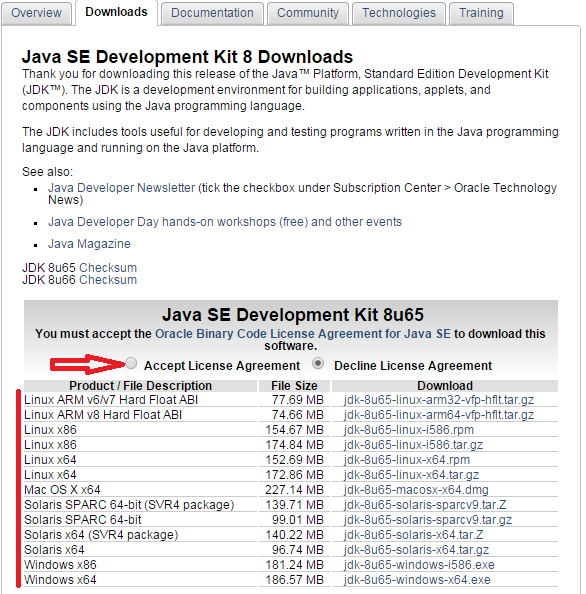 Overview Downloads Documentation Community Technologies Training
Java SE Development Kit 8 Downloads
Thank you for downloading this release of the Java™ Platform, Standard Edition Development Kit
(JDK™). The JDK is a development environment for building applications, applets, and
components using the Java programming language.
The JDK includes tools useful for developing and testing programs written in the Java programming
language and running on the Java platform.
See also:
Java Developer Newsletter (tick the checkbox under Subscription Center > Oracle Technology
News)
Java Developer Day hands-on workshops (free) and other events
Java Magazine
JDK 8u65 Checksum
JDK 8u66 Checksum
Java SE Development Kit 8u65
You must accept the Oracle Binary Code License Agreement for Java SE to download this
software.
Accept License Agreement Decline License Agreement
Product / File Description File Size Download
Linux ARM v6/v7 Hard Float ABI 77.69 MB jdk-8u65-linux-arm32-vfp-hflt.tar.gz
Linux ARM v8 Hard Float ABI 74.66 MB jdk-8u65-linux-arm64-vfp-hflt.tar.gz
Linux x86 154.67 MB jdk-8u65-linux-i586.rpm
Linux x86 174.84 MB jdk-8u65-linux-i586.tar.gz
Linux x64 152.69 MB jdk-8u65-linux-x64.rpm
Linux x64 172.86 MB jdk-8u65-linux-x64.tar.gz
Mac OS X x64 227.14 MB jdk-8u65-macosx-x64.dmg
Solaris SPARC 64-bit (SVR4 package) 139.71 MB jdk-8u65-solaris-sparcv9.tar.Z
Solaris SPARC 64-bit 99.01 MB jdk-8u65-solaris-sparcv9.tar.gz
Solaris x64 (SVR4 package) 140.22 MB jdk-8u65-solaris-x64.tar.Z
Solaris x64 96.74 MB jdk-8u65-solaris-x64.tar.gz
Windows x86 181.24 MB jdk-8u65-windows-i586.exe
Windows x64 186.57 MB jdk-8u65-windows-x64.exe